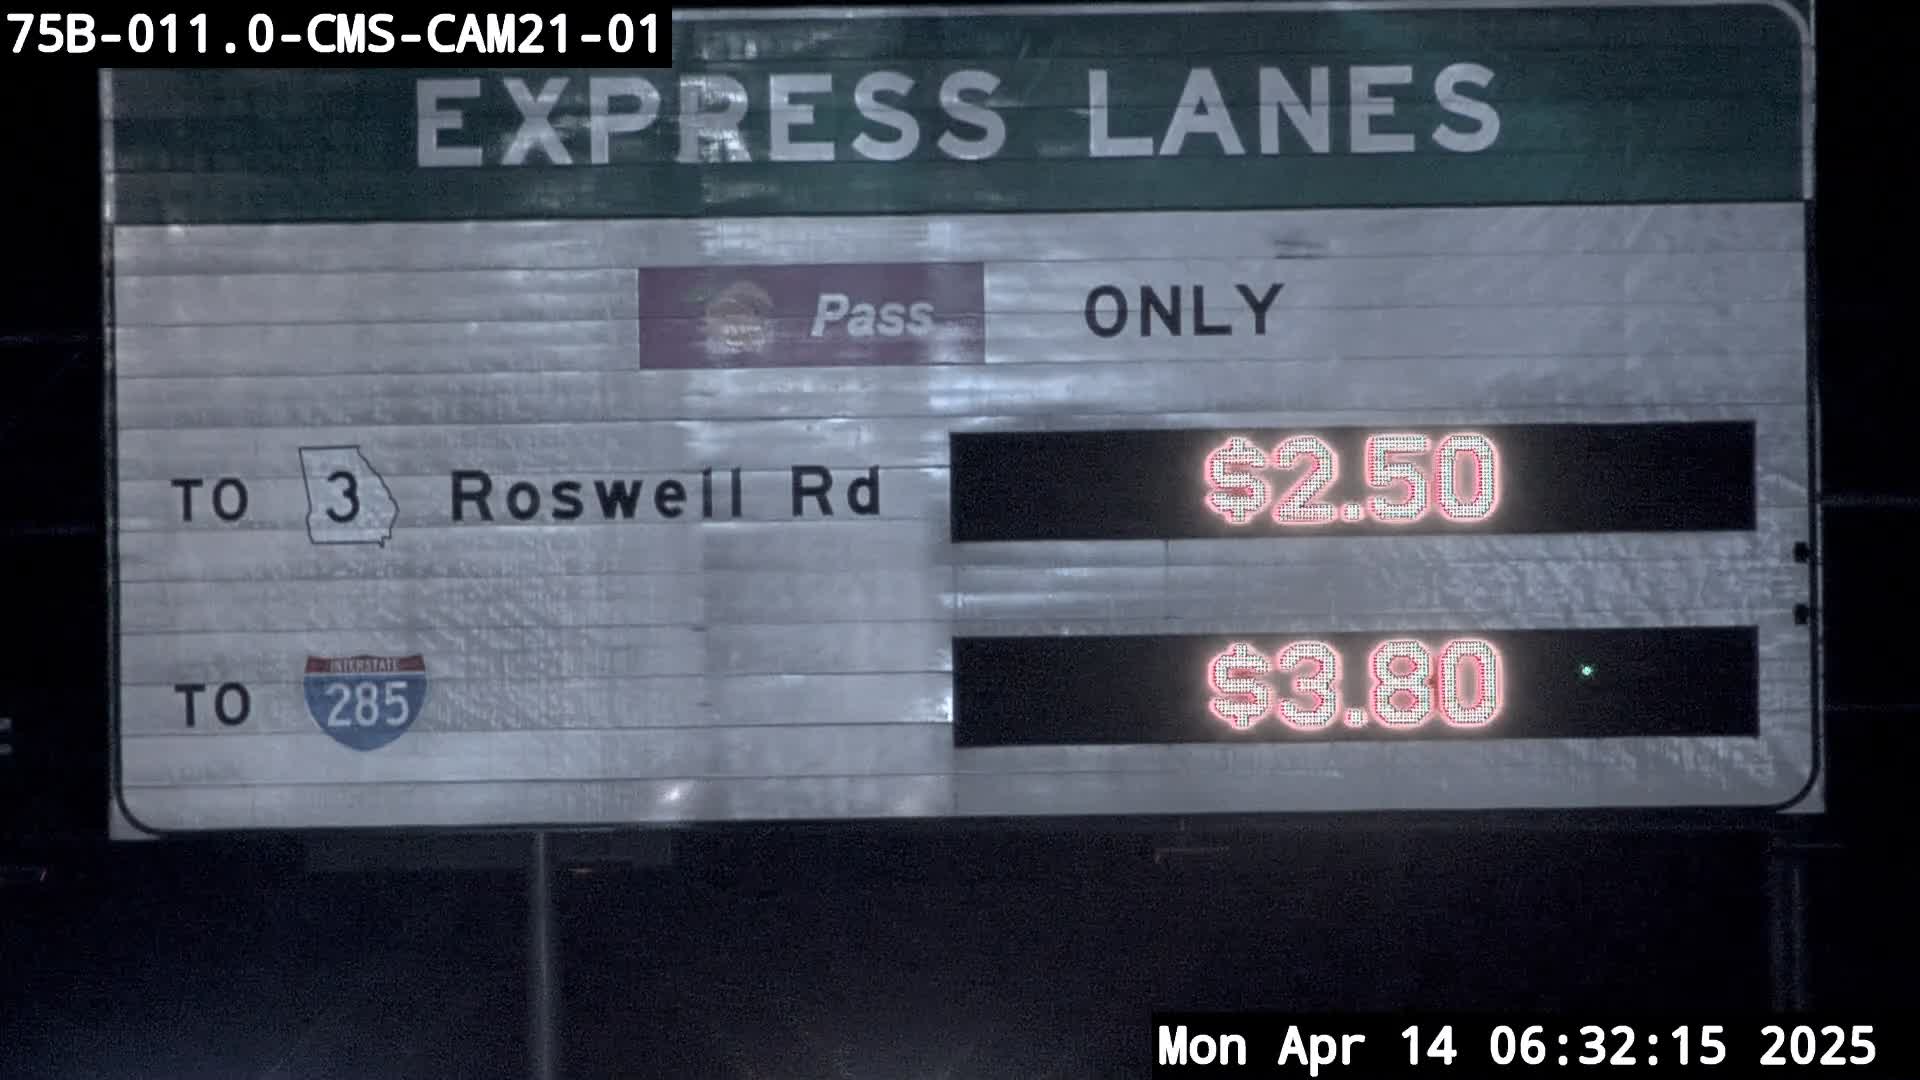 75B-011.0-CMS-CAM21-01
EXPRESS LANES
Pass ONLY
TO 3 Roswell Rd $2.50
TO INTERSTATE 285 $3.80
Mon Apr 14 06:32:15 2025